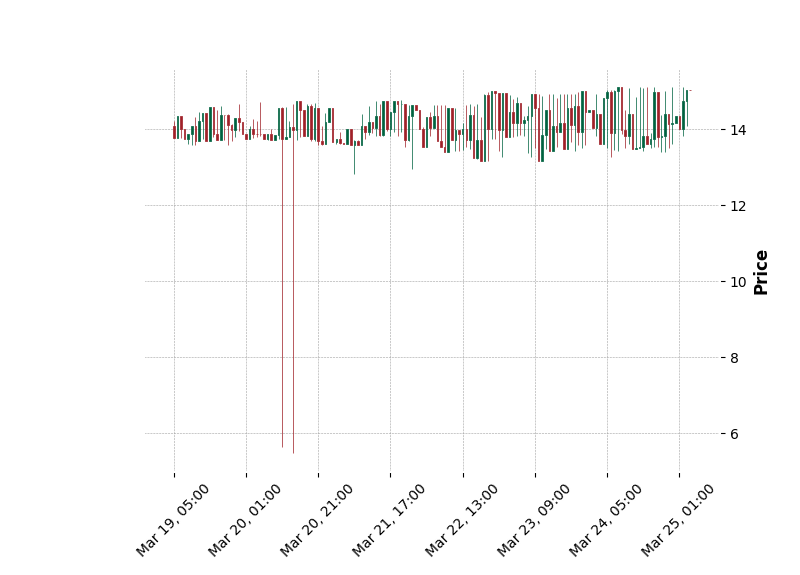 14
12
10
8
6
Price
Mar 19, 05:00
Mar 20, 01:00
Mar 20, 21:00
Mar 21, 17:00
Mar 22, 13:00
Mar 23, 09:00
Mar 24, 05:00
Mar 25, 01:00